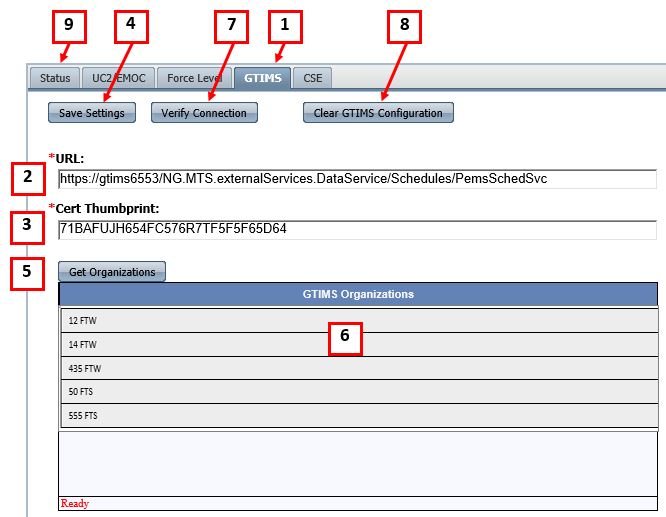 9 4 7 1 8
Status UC2/EMOC Force Level GTIMS CSE
Save Settings Verify Connection Clear GTIMS Configuration
*URL:
2 https://gtims6553/NG.MTS.externalServices.DataService/Schedules/PemsSchedSvc
*Cert Thumbprint:
3 71BAFUJH654FC576R7TF5F5F65D64
5 Get Organizations
GTIMS Organizations
12 FTW
6
14 FTW
435 FTW
50 FTS
555 FTS
Ready